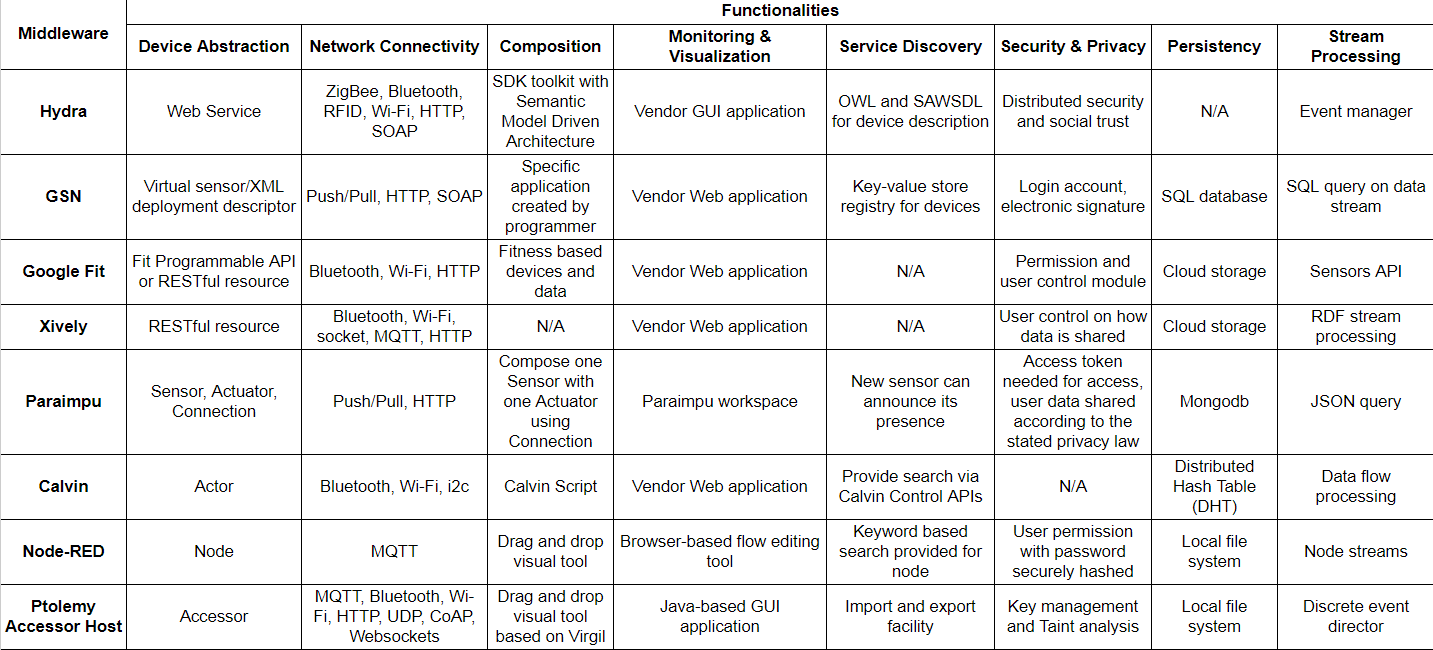 Middleware
Functionalities
Device Abstraction
Network Connectivity
Composition
Monitoring &
Visualization
Service Discovery
Security & Privacy
Persistency
Stream
Processing
Hydra
Web Service
ZigBee, Bluetooth,
RFID, Wi-Fi, HTTP,
SOAP
SDK toolkit with
Semantic
Model Driven
Architecture
Vendor GUI application
OWL and SAWSDL
for device description
Distributed security
and social trust
N/A
Event manager
GSN
Virtual sensor/XML
deployment descriptor
Push/Pull, HTTP, SOAP
Specific
application
created by
programmer
Vendor Web application
Key-value store
registry for devices
Login account,
electronic signature
SQL database
SQL query on data
stream
Google Fit
Fit Programmable API
or RESTful resource
Bluetooth, Wi-Fi, HTTP
Fitness based
devices and
data
Vendor Web application
N/A
Permission and
user control module
Cloud storage
Sensors API
Xively
RESTful resource
Bluetooth, Wi-Fi,
socket, MQTT, HTTP
N/A
Vendor Web application
N/A
User control on how
data is shared
Cloud storage
RDF stream
processing
Paraimpu
Sensor, Actuator,
Connection
Push/Pull, HTTP
Compose one
Sensor with
one Actuator
using
Connection
Paraimpu workspace
New sensor can
announce its
presence
Access token
needed for access,
user data shared
according to the
stated privacy law
Mongodb
JSON query
Calvin
Actor
Bluetooth, Wi-Fi, i2c
Calvin Script
Vendor Web application
Provide search via
Calvin Control APIs
N/A
Distributed
Hash Table
(DHT)
Data flow
processing
Node-RED
Node
MQTT
Drag and drop
visual tool
Browser-based flow editing
tool
Keyword based
search provided for
node
User permission
with password
securely hashed
Local file
system
Node streams
Ptolemy
Accessor Host
Accessor
MQTT, Bluetooth, Wi-
Fi, HTTP, UDP, CoAP,
Websockets
Drag and drop
visual tool
based on Virgil
Java-based GUI
application
Import and export
facility
Key management
and Taint analysis
Local file
system
Discrete event
director